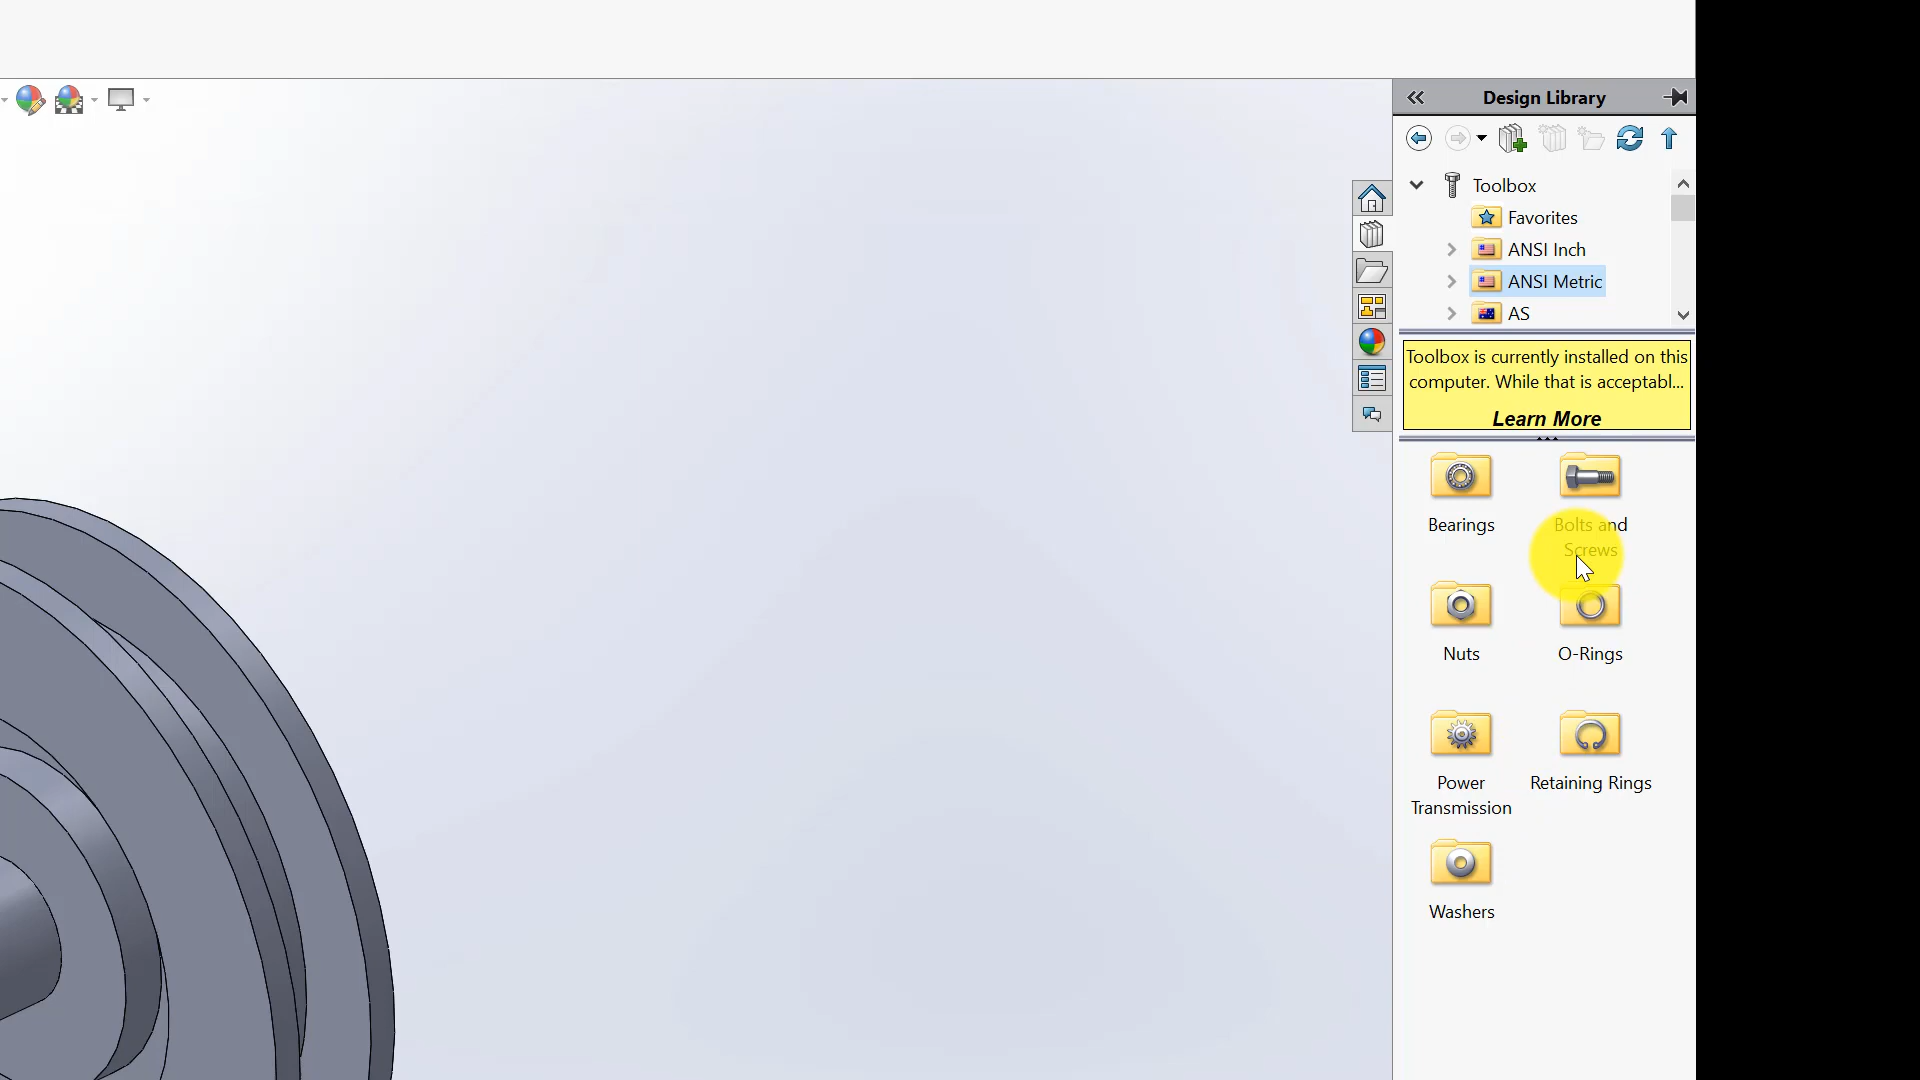 Design Library
Toolbox
Favorites
ANSI Inch
ANSI Metric
AS
Toolbox is currently installed on this
computer. While that is acceptabl...
Learn More
Bearings
Bolts and
Screws
Nuts
O-Rings
Power
Transmission
Retaining Rings
Washers